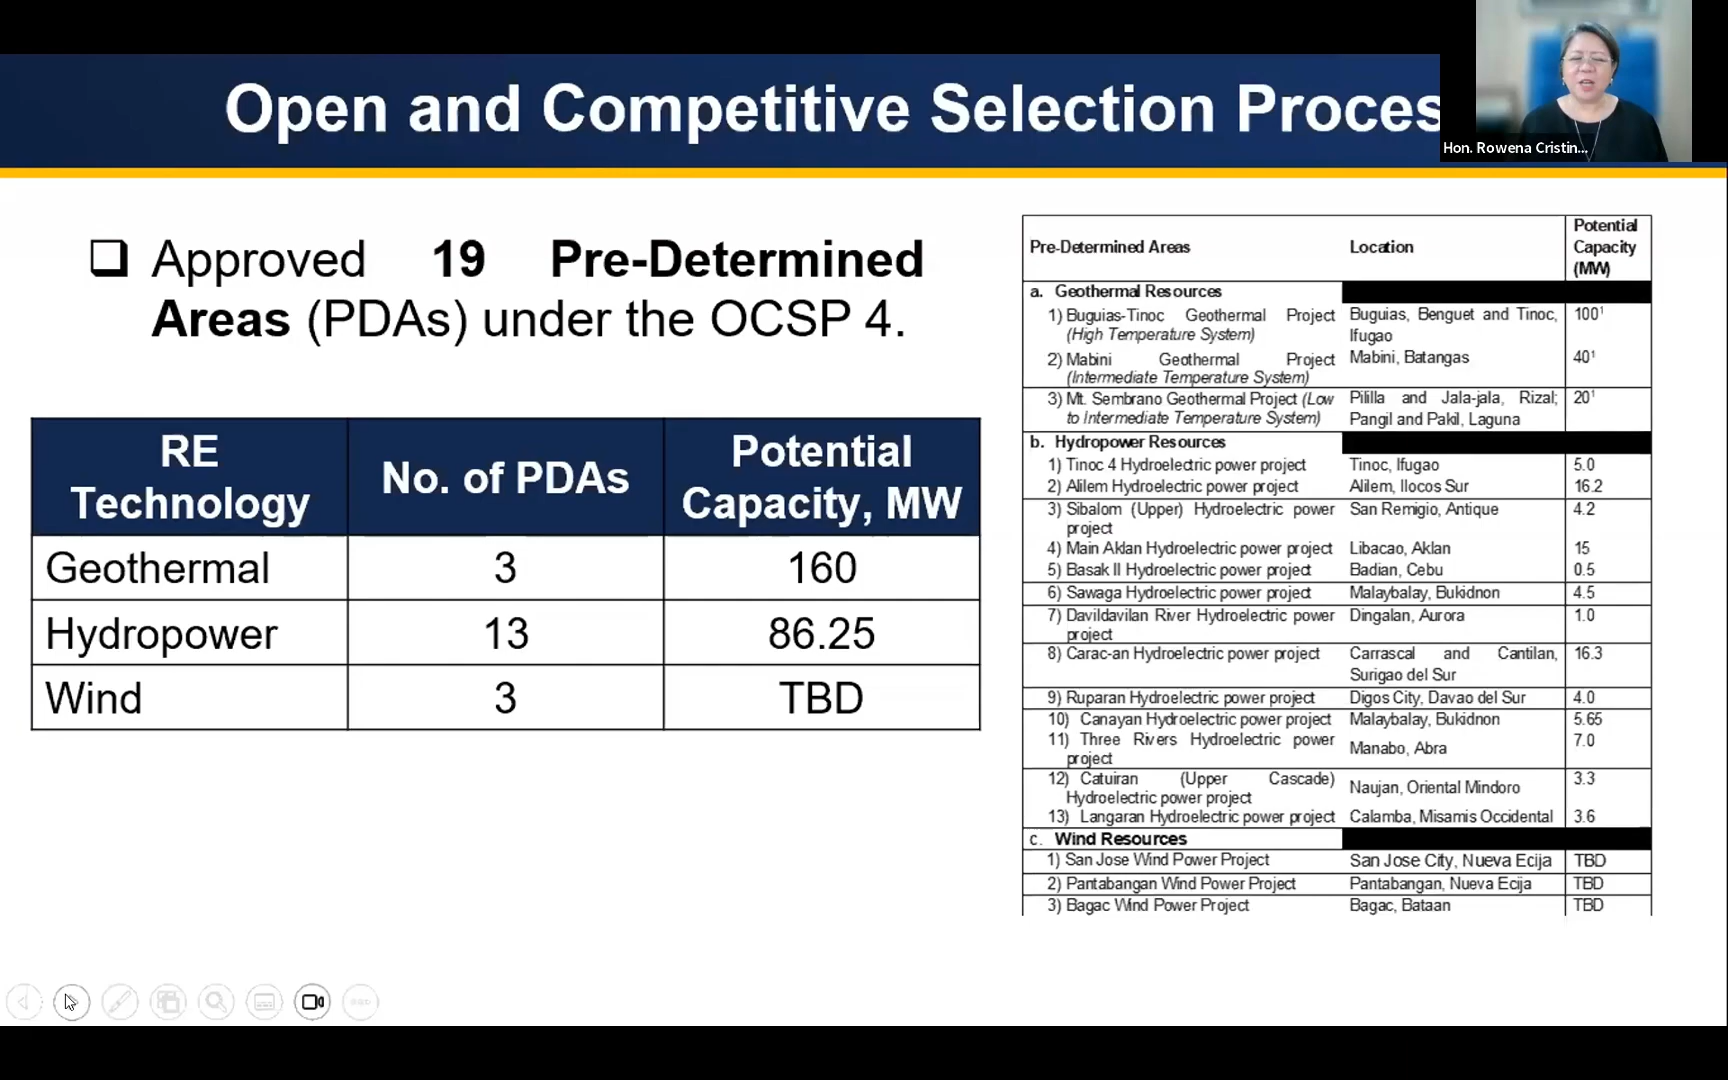 Open and Competitive Selection Proces
Hon. Rowena Cristin...
❑ Approved 19 Pre-Determined
Areas (PDAs) under the OCSP 4.
RE Technology No. of PDAs Potential Capacity, MW
Geothermal 3 160
Hydropower 13 86.25
Wind 3 TBD
Pre-Determined Areas Location Potential Capacity (MW)
a. Geothermal Resources
1) Buguias-Tinoc Geothermal Project Buguias, Benguet and Tinoc, 100¹
(High Temperature System) Ifugao
2) Mabini Geothermal Project Mabini, Batangas 40¹
(Intermediate Temperature System)
3) Mt. Sembrano Geothermal Project (Low Pililla and Jala-jala, Rizal; 20¹
to Intermediate Temperature System) Pangil and Pakil, Laguna
b. Hydropower Resources
1) Tinoc 4 Hydroelectric power project Tinoc, Ifugao 5.0
2) Alilem Hydroelectric power project Alilem, Ilocos Sur 16.2
3) Sibalom (Upper) Hydroelectric power San Remigio, Antique 4.2
project
4) Main Aklan Hydroelectric power project Libacao, Aklan 15
5) Basak II Hydroelectric power project Badian, Cebu 0.5
6) Sawaga Hydroelectric power project Malaybalay, Bukidnon 4.5
7) Davildavilan River Hydroelectric power Dingalan, Aurora 1.0
project
8) Carac-an Hydroelectric power project Carrascal and Cantilan, 16.3
Surigao del Sur
9) Ruparan Hydroelectric power project Digos City, Davao del Sur 4.0
10) Canayan Hydroelectric power project Malaybalay, Bukidnon 5.65
11) Three Rivers Hydroelectric power Manabo, Abra 7.0
project
12) Catuiran (Upper Cascade) Naujan, Oriental Mindoro 3.3
Hydroelectric power project
13) Langaran Hydroelectric power project Calamba, Misamis Occidental 3.6
c. Wind Resources
1) San Jose Wind Power Project San Jose City, Nueva Ecija TBD
2) Pantabangan Wind Power Project Pantabangan, Nueva Ecija TBD
3) Bagac Wind Power Project Bagac, Bataan TBD